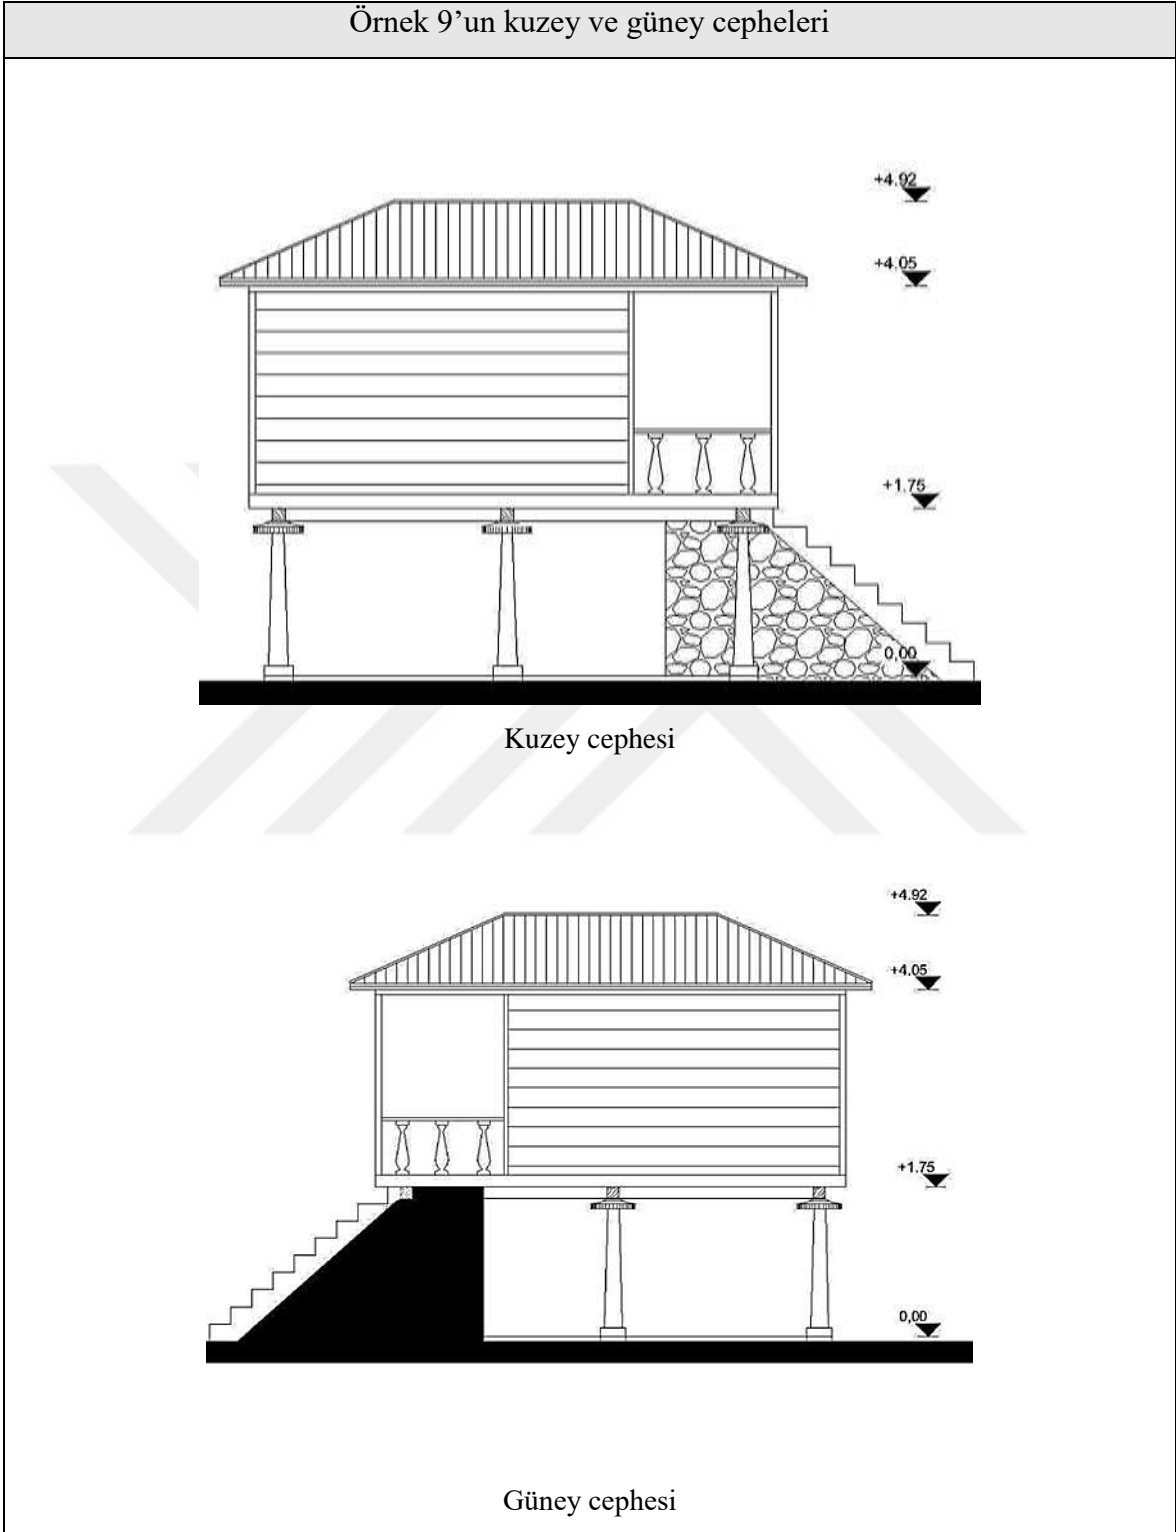 Örnek 9’un kuzey ve güney cepheleri
+4.92
+4.05
+1.75
0,00
Kuzey cephesi
+4.92
+4.05
+1.75
0,00
Güney cephesi